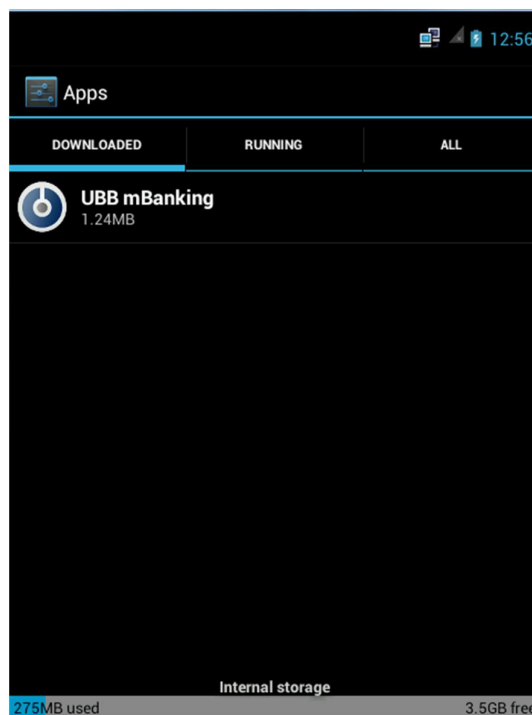 12:56
Apps
DOWNLOADED RUNNING ALL
UBB mBanking
1.24MB
Internal storage
275MB used 3.5GB free